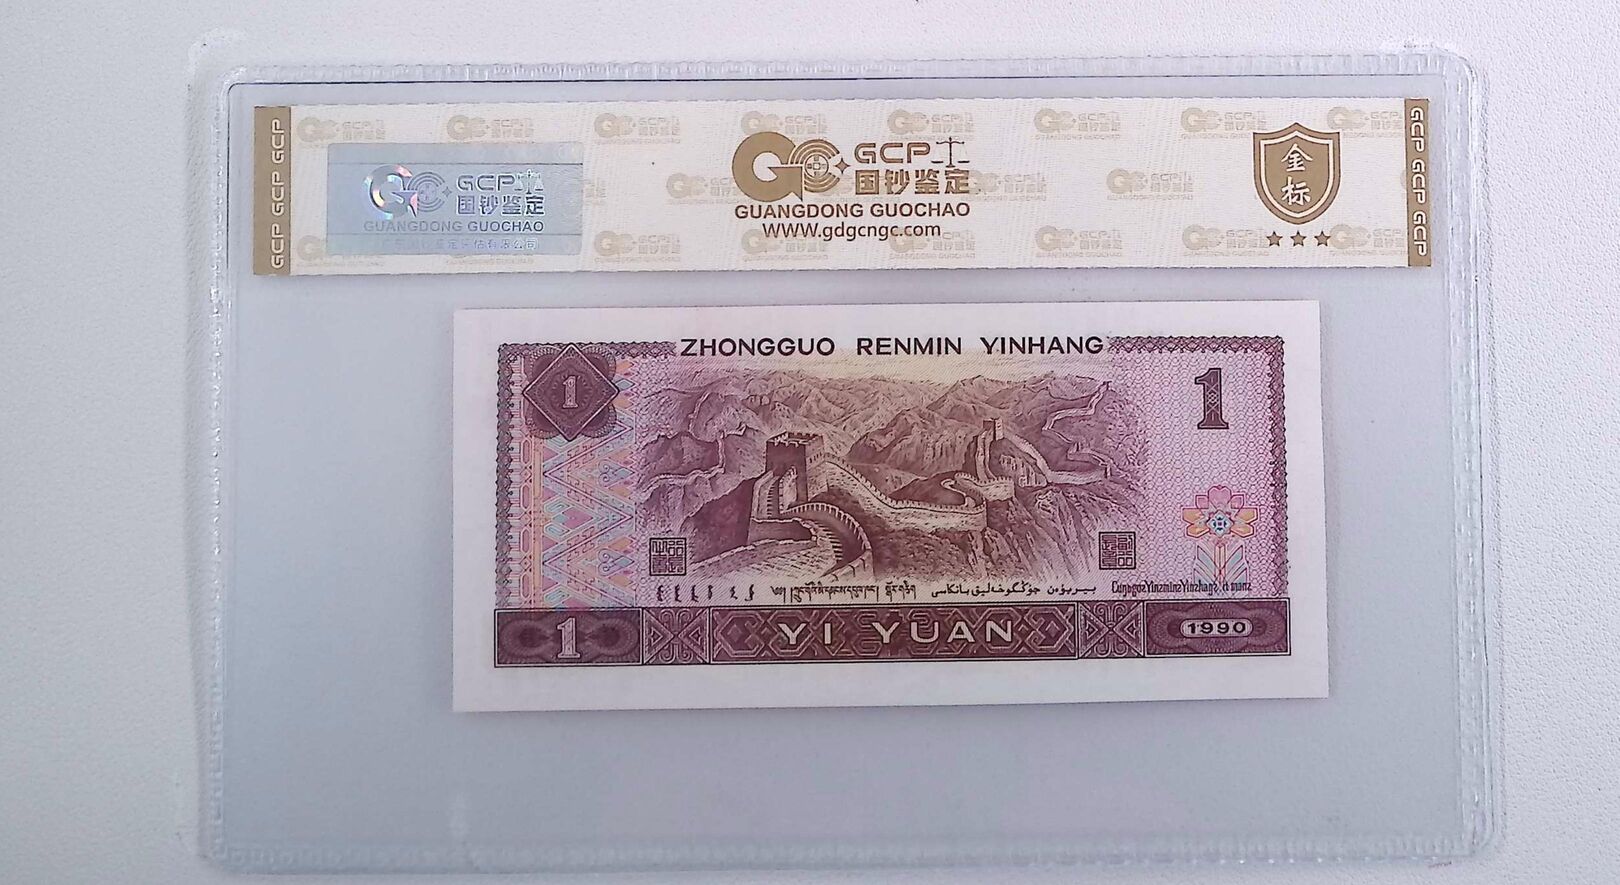 GCP GCP GCP
GCP
国钞鉴定
GUANGDONG GUOCHAO
GCP
国钞鉴定
GUANGDONG GUOCHAO
WWW.gdgcngc.com
金
标
GCP GCP GCP
ZHONGGUO RENMIN YINHANG
1
1
1
YI YUAN
1990